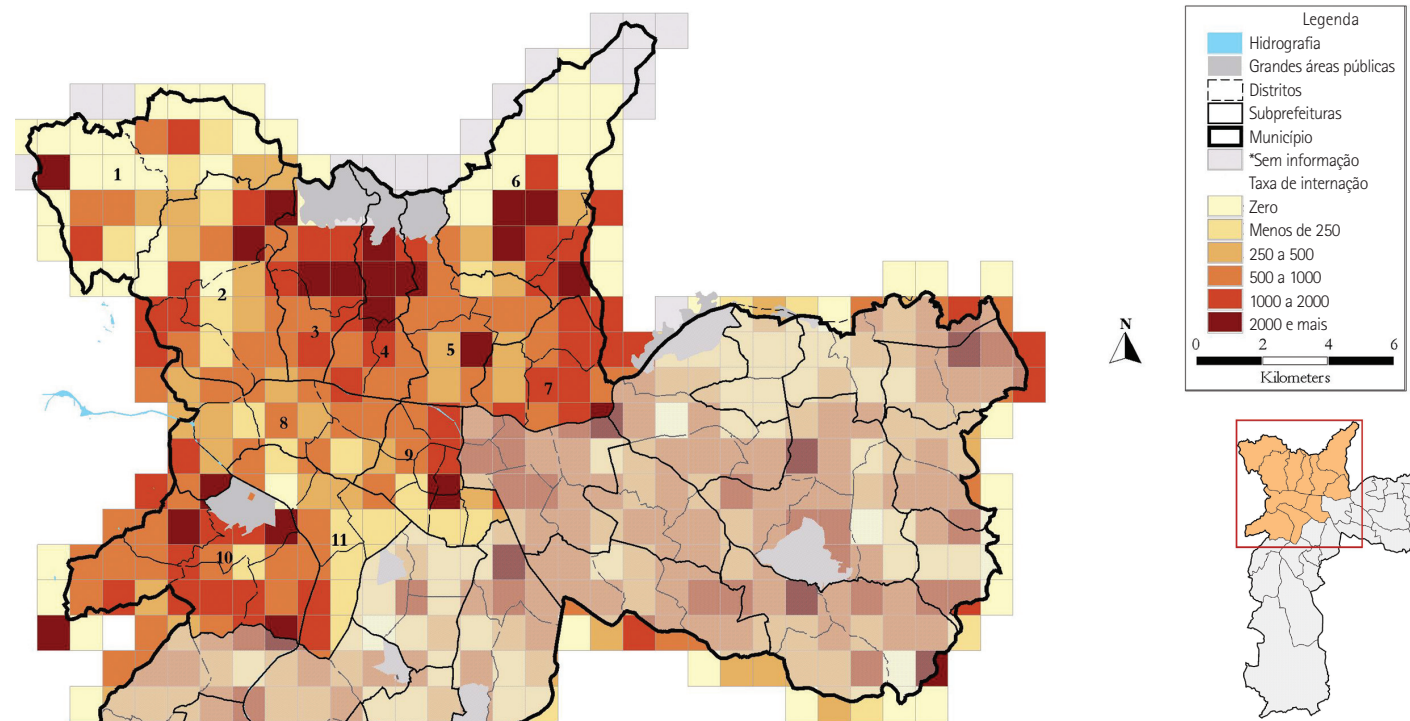 1
6
2
3
4
5
7
8
9
10
11
N
Legenda
Hidrografia
Grandes áreas públicas
Distritos
Subprefeituras
Município
*Sem informação
Taxa de internação
Zero
Menos de 250
250 a 500
500 a 1000
1000 a 2000
2000 e mais
0 2 4 6
Kilometers